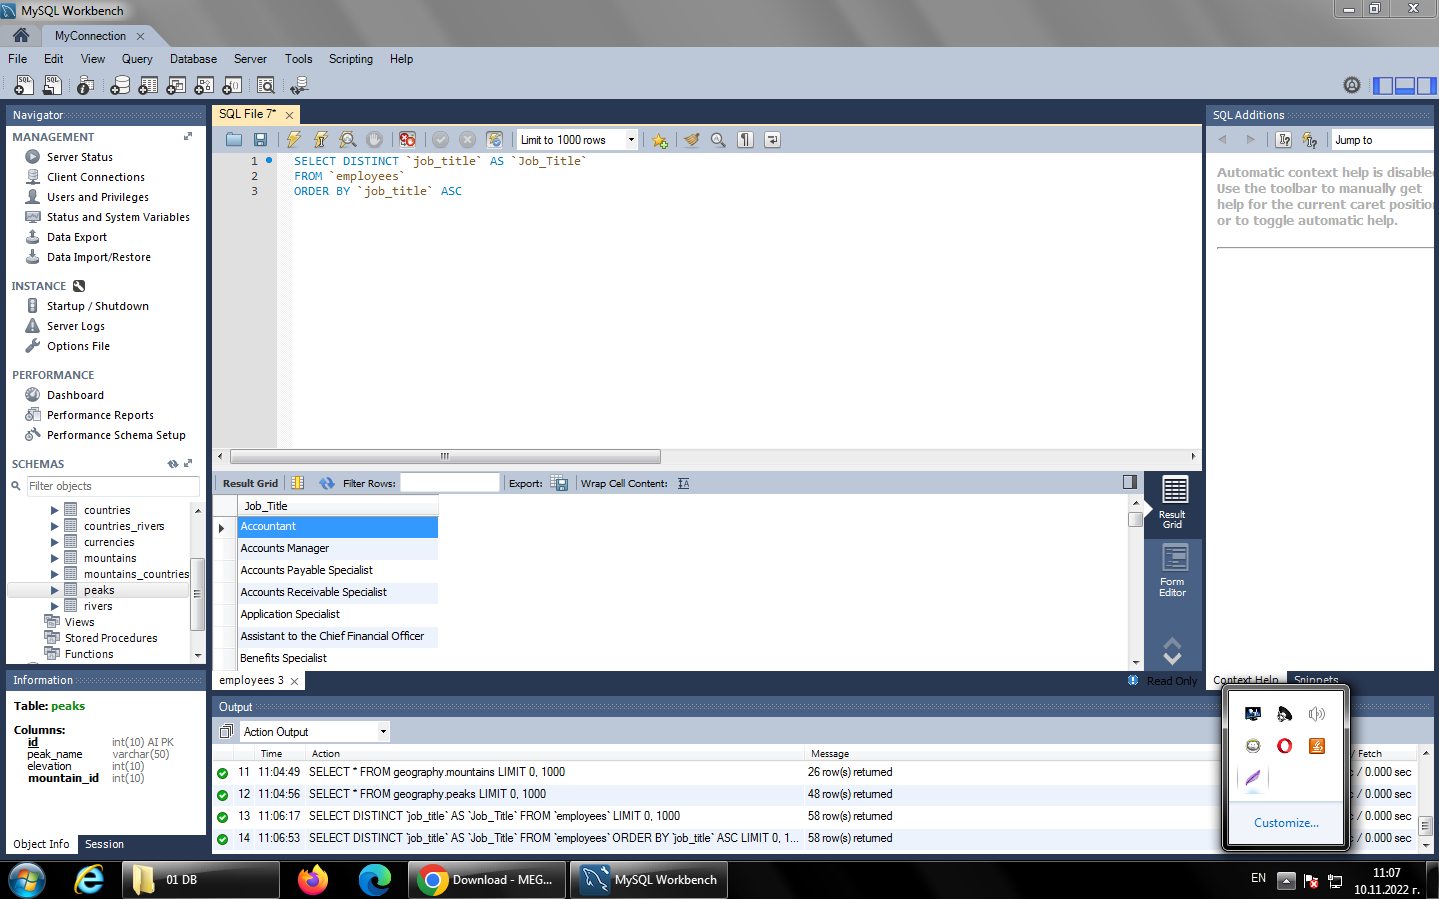 MySQL Workbench
MyConnection
File Edit View Query Database Server Tools Scripting Help
Navigator
MANAGEMENT
Server Status
Client Connections
Users and Privileges
Status and System Variables
Data Export
Data Import/Restore
INSTANCE
Startup / Shutdown
Server Logs
Options File
PERFORMANCE
Dashboard
Performance Reports
Performance Schema Setup
SCHEMAS
Filter objects
countries
countries_rivers
currencies
mountains
mountains_countries
peaks
rivers
Views
Stored Procedures
Functions
Information
Table: peaks
Columns:
id int(10) AI PK
peak_name varchar(50)
elevation int(10)
mountain_id int(10)
Object Info Session
SQL File 7*
Limit to 1000 rows
1 SELECT DISTINCT `job_title` AS `Job_Title`
2 FROM `employees`
3 ORDER BY `job_title` ASC
Result Grid Filter Rows: Export: Wrap Cell Content:
Job_Title
Accountant
Accounts Manager
Accounts Payable Specialist
Accounts Receivable Specialist
Application Specialist
Assistant to the Chief Financial Officer
Benefits Specialist
Result
Grid
Form
Editor
employees 3
Read Only
SQL Additions
Jump to
Automatic context help is disabled
Use the toolbar to manually get
help for the current caret position
or to toggle automatic help.
Context Help Snippets
Output
Action Output
Time Action Message / Fetch
11 11:04:49 SELECT * FROM geography.mountains LIMIT 0, 1000 26 row(s) returned / 0.000 sec
12 11:04:56 SELECT * FROM geography.peaks LIMIT 0, 1000 48 row(s) returned / 0.000 sec
13 11:06:17 SELECT DISTINCT `job_title` AS `Job_Title` FROM `employees` LIMIT 0, 1000 58 row(s) returned / 0.000 sec
14 11:06:53 SELECT DISTINCT `job_title` AS `Job_Title` FROM `employees` ORDER BY `job_title` ASC LIMIT 0, 1... 58 row(s) returned / 0.000 sec
Customize...
01 DB
Download - MEG...
MySQL Workbench
EN
11:07
10.11.2022 г.